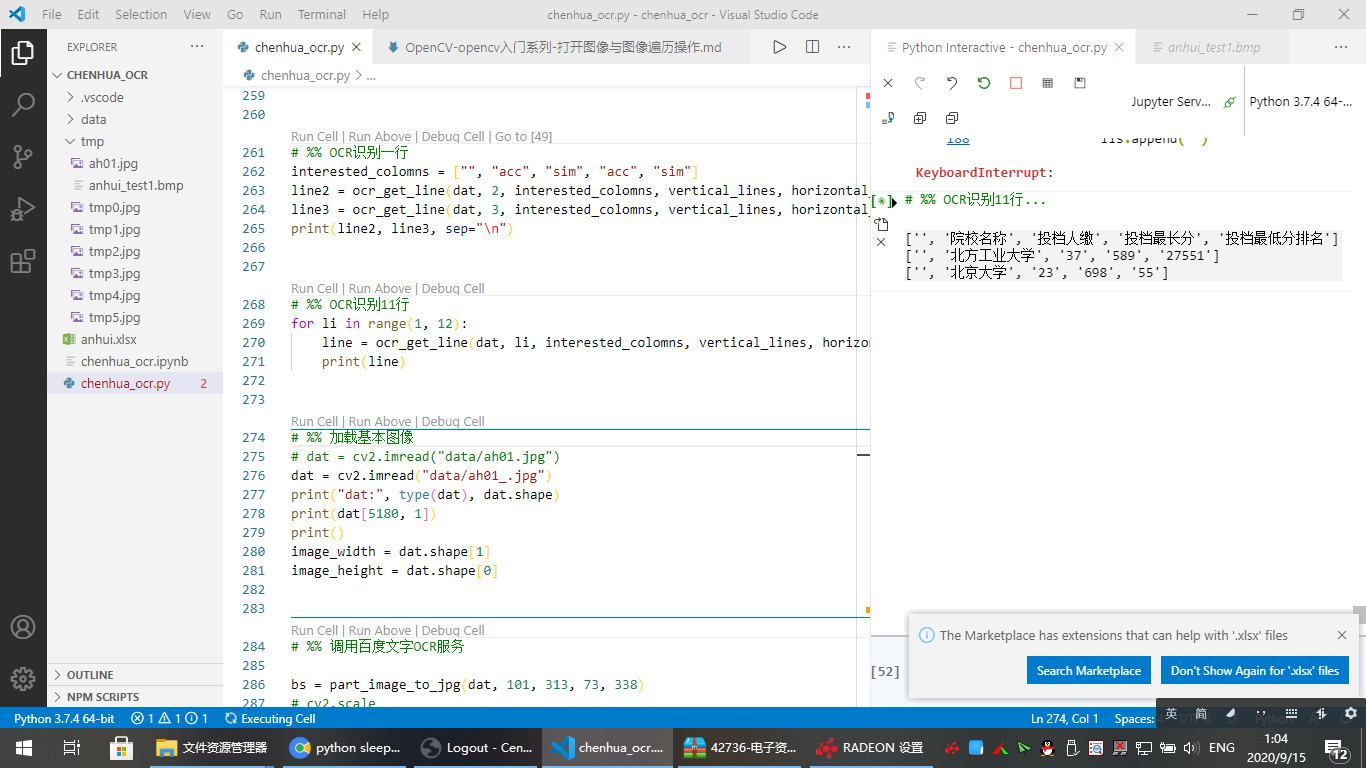 File Edit Selection View Go Run Terminal Help
chenhua_ocr.py - chenhua_ocr - Visual Studio Code
EXPLORER
CHENHUA_OCR
.vscode
data
tmp
ah01.jpg
anhui_test1.bmp
tmp0.jpg
tmp1.jpg
tmp2.jpg
tmp3.jpg
tmp4.jpg
tmp5.jpg
anhui.xlsx
chenhua_ocr.ipynb
chenhua_ocr.py 2
OUTLINE
NPM SCRIPTS
chenhua_ocr.py
OpenCV-opencv入门系列-打开图像与图像遍历操作.md
chenhua_ocr.py > ...
259
260
Run Cell | Run Above | Debug Cell | Go to [49]
261 # %% OCR识别一行
262 interested_colomns = ["", "acc", "sim", "acc", "sim"]
263 line2 = ocr_get_line(dat, 2, interested_colomns, vertical_lines, horizontal
264 line3 = ocr_get_line(dat, 3, interested_colomns, vertical_lines, horizontal
265 print(line2, line3, sep="\n")
266
267
Run Cell | Run Above | Debug Cell
268 # %% OCR识别11行
269 for li in range(1, 12):
270 line = ocr_get_line(dat, li, interested_colomns, vertical_lines, horizon
271 print(line)
272
273
Run Cell | Run Above | Debug Cell
274 # %% 加载基本图像
275 # dat = cv2.imread("data/ah01.jpg")
276 dat = cv2.imread("data/ah01_.jpg")
277 print("dat:", type(dat), dat.shape)
278 print(dat[5180, 1])
279 print()
280 image_width = dat.shape[1]
281 image_height = dat.shape[0]
282
283
Run Cell | Run Above | Debug Cell
284 # %% 调用百度文字OCR服务
285
286 bs = part_image_to_jpg(dat, 101, 313, 73, 338)
287 # cv2.scale
Python Interactive - chenhua_ocr.py
anhui_test1.bmp
Jupyter Serv...
Python 3.7.4 64-...
188 lls.append( )
KeyboardInterrupt:
[*] # %% OCR识别11行...
['', '院校名称', '投档人缴', '投档最长分', '投档最低分排名']
['', '北方工业大学', '37', '589', '27551']
['', '北京大学', '23', '698', '55']
The Marketplace has extensions that can help with '.xlsx' files
Search Marketplace
Don't Show Again for '.xlsx' files
[52]
英 简
Python 3.7.4 64-bit 1 1 1 Executing Cell
Ln 274, Col 1 Spaces:
文件资源管理器
python sleep...
Logout - Cen...
chenhua_ocr....
42736-电子资...
RADEON 设置
ENG
1:04
2020/9/15
12